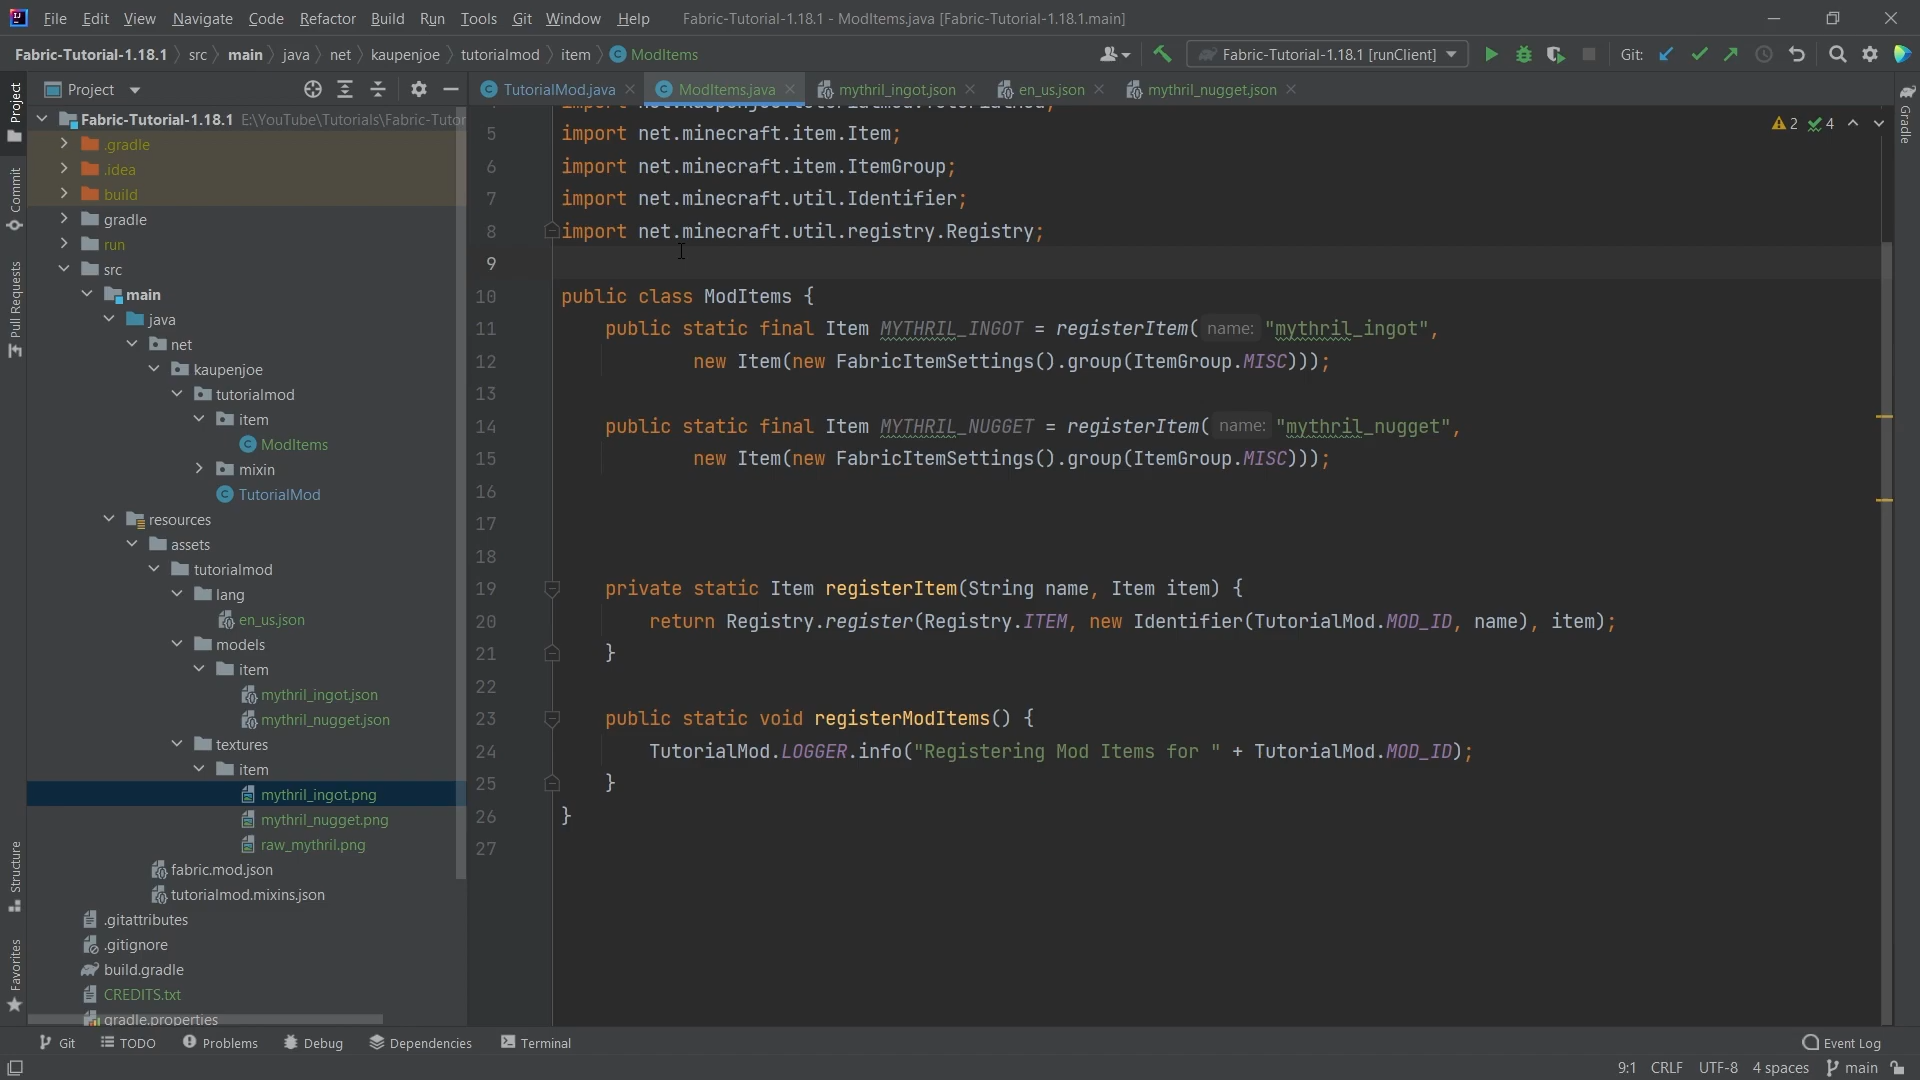 File Edit View Navigate Code Refactor Build Run Tools Git Window Help Fabric-Tutorial-1.18.1 - ModItems.java [Fabric-Tutorial-1.18.1.main]
Fabric-Tutorial-1.18.1 src main java net kaupenjoe tutorialmod item ModItems Fabric-Tutorial-1.18.1 [runClient] Git:
Project
Commit
Pull Requests
Structure
Favorites
Project
Fabric-Tutorial-1.18.1 E:\YouTube\Tutorials\Fabric-Tutor
.gradle
.idea
build
gradle
run
src
main
java
net
kaupenjoe
tutorialmod
item
ModItems
mixin
TutorialMod
resources
assets
tutorialmod
lang
en_us.json
models
item
mythril_ingot.json
mythril_nugget.json
textures
item
mythril_ingot.png
mythril_nugget.png
raw_mythril.png
fabric.mod.json
tutorialmod.mixins.json
.gitattributes
.gitignore
build.gradle
CREDITS.txt
gradle.properties
TutorialMod.java ModItems.java mythril_ingot.json en_us.json mythril_nugget.json
2 4
Gradle
5 import net.minecraft.item.Item;
6 import net.minecraft.item.ItemGroup;
7 import net.minecraft.util.Identifier;
8 import net.minecraft.util.registry.Registry;
9
10 public class ModItems {
11 public static final Item MYTHRIL_INGOT = registerItem( name: "mythril_ingot",
12 new Item(new FabricItemSettings().group(ItemGroup.MISC)));
13
14 public static final Item MYTHRIL_NUGGET = registerItem( name: "mythril_nugget",
15 new Item(new FabricItemSettings().group(ItemGroup.MISC)));
16
17
18
19 private static Item registerItem(String name, Item item) {
20 return Registry.register(Registry.ITEM, new Identifier(TutorialMod.MOD_ID, name), item);
21 }
22
23 public static void registerModItems() {
24 TutorialMod.LOGGER.info("Registering Mod Items for " + TutorialMod.MOD_ID);
25 }
26 }
27
Git TODO Problems Debug Dependencies Terminal Event Log
9:1 CRLF UTF-8 4 spaces main